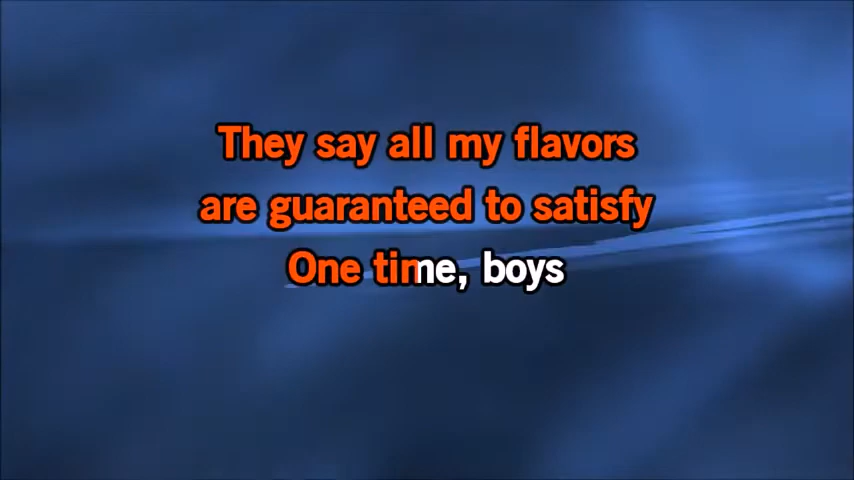 They say all my flavors
are guaranteed to satisfy
One time, boys